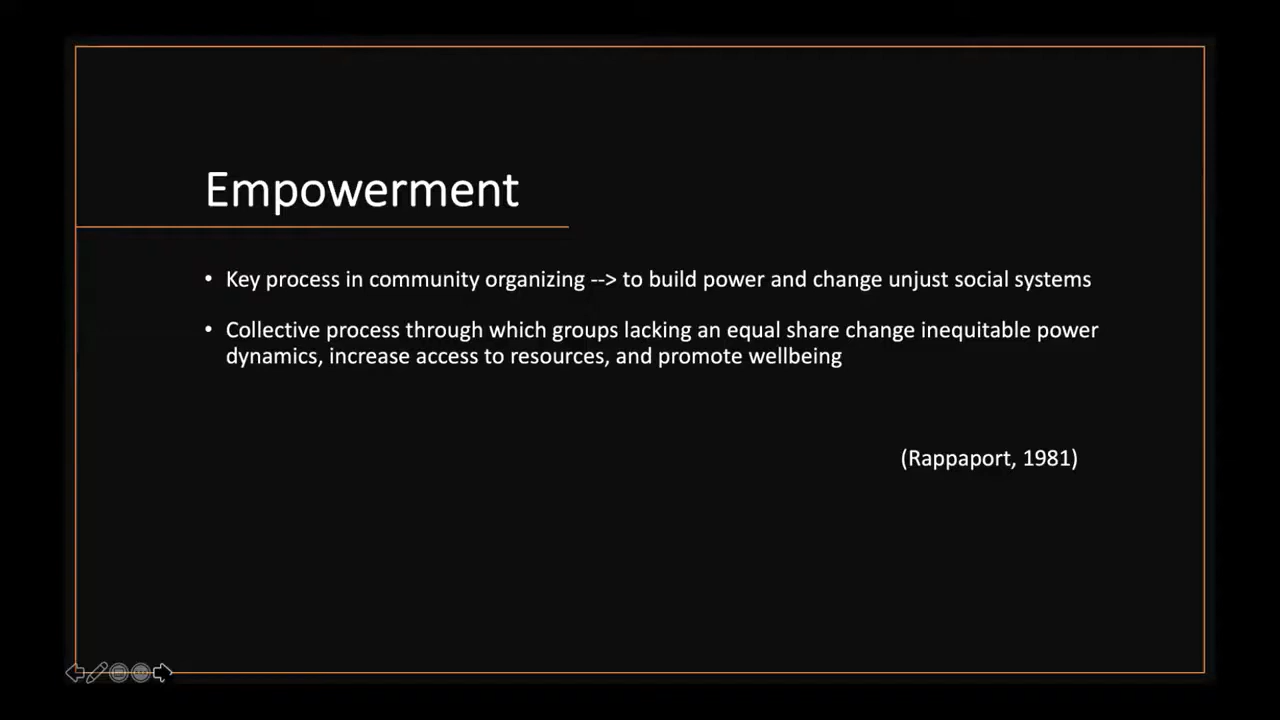 Empowerment
• Key process in community organizing --> to build power and change unjust social systems
• Collective process through which groups lacking an equal share change inequitable power
dynamics, increase access to resources, and promote wellbeing
(Rappaport, 1981)